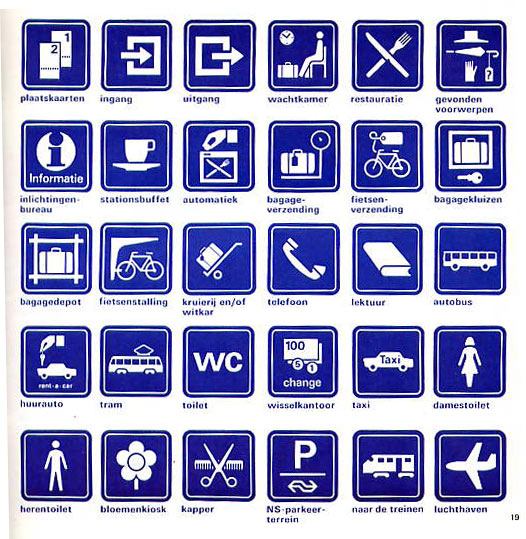 1
2
plaatskaarten
ingang
uitgang
wachtkamer
restauratie
gevonden
voorwerpen
?
i
Informatie
inlichtingen-
bureau
stationsbuffet
automatiek
bagage-
verzending
fietsen-
verzending
bagagekluizen
bagagedepot
fietsenstalling
kruierij en/of
witkar
telefoon
lektuur
autobus
rent-a-car
huurauto
tram
WC
toilet
100
5 1
change
wisselkantoor
Taxi
taxi
damestoilet
herentoilet
bloemenkiosk
kapper
P
NS-parkeer-
terrein
naar de treinen
luchthaven
19